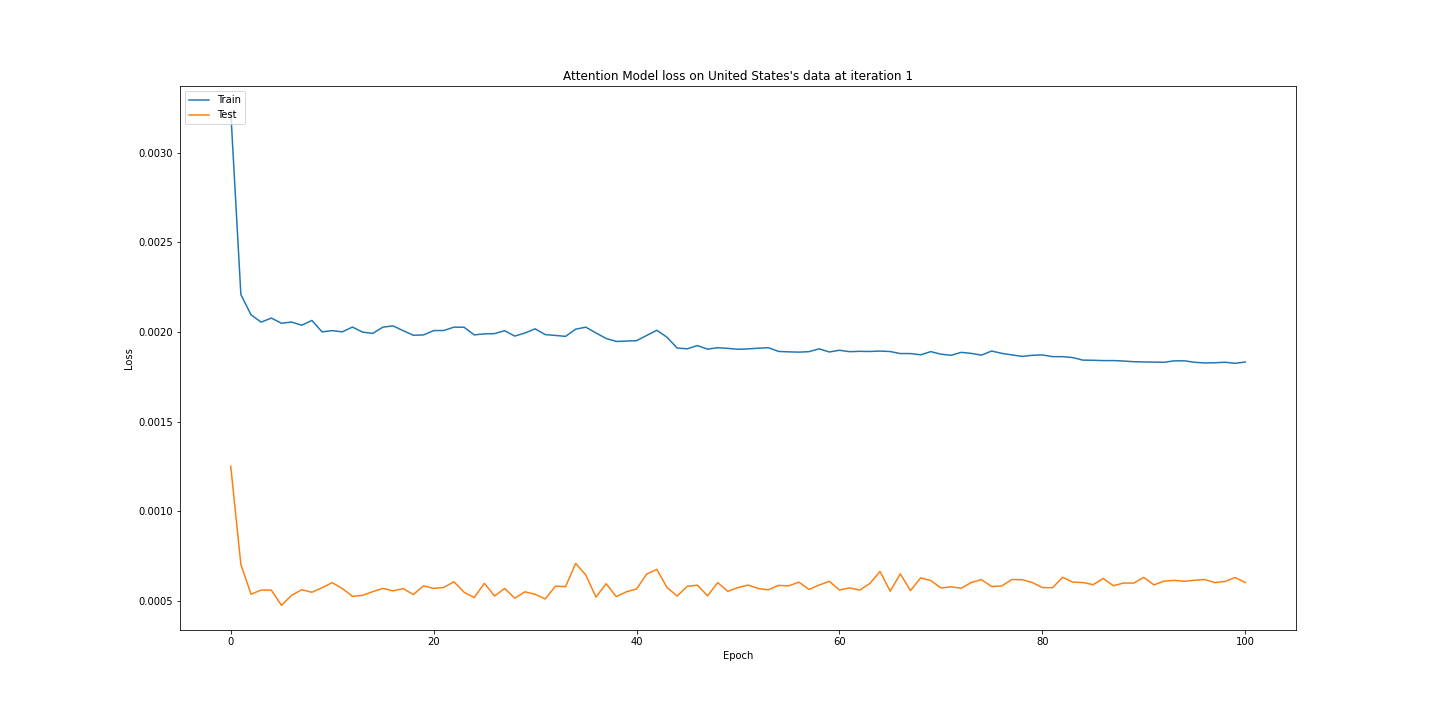 Attention Model loss on United States's data at iteration 1
Train
Test
0.0030
0.0025
0.0020
0.0015
0.0010
0.0005
Loss
0 20 40 60 80 100
Epoch